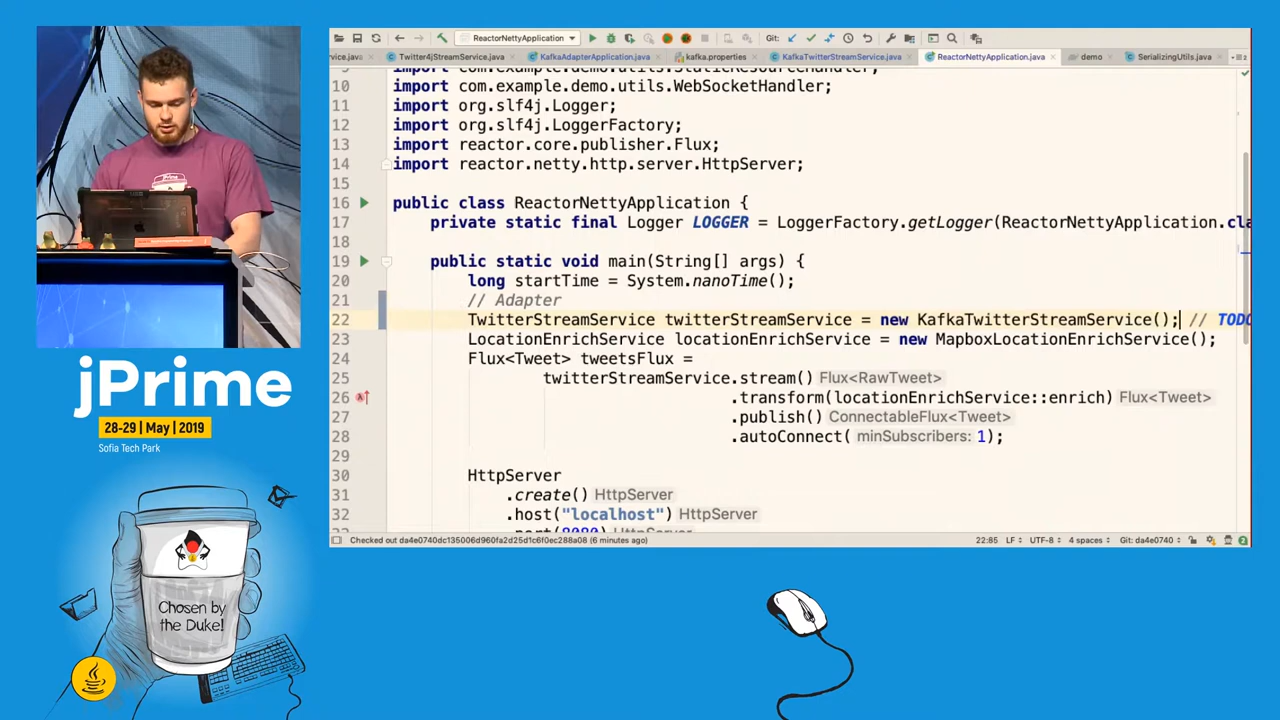 ReactorNettyApplication
Git:
rvice.java
Twitter4jStreamService.java
KafkaAdapterApplication.java
kafka.properties
KafkaTwitterStreamService.java
ReactorNettyApplication.java
demo
SerializingUtils.java
10 import com.example.demo.utils.WebSocketHandler;
11 import org.slf4j.Logger;
12 import org.slf4j.LoggerFactory;
13 import reactor.core.publisher.Flux;
14 import reactor.netty.http.server.HttpServer;
15
16 public class ReactorNettyApplication {
17 private static final Logger LOGGER = LoggerFactory.getLogger(ReactorNettyApplication.cla
18
19 public static void main(String[] args) {
20 long startTime = System.nanoTime();
21 // Adapter
22 TwitterStreamService twitterStreamService = new KafkaTwitterStreamService(); // TODO
23 LocationEnrichService locationEnrichService = new MapboxLocationEnrichService();
24 Flux<Tweet> tweetsFlux =
25 twitterStreamService.stream() Flux<RawTweet>
26 .transform(locationEnrichService::enrich) Flux<Tweet>
27 .publish() ConnectableFlux<Tweet>
28 .autoConnect( minSubscribers: 1);
29
30 HttpServer
31 .create() HttpServer
32 .host("localhost") HttpServer
Checked out da4e0740dc135006d960fa2d25d1c6f0ec288a08 (6 minutes ago)
22:85 LF UTF-8 4 spaces Git: da4e0740
jPrime
28-29 | May | 2019
Sofia Tech Park
Chosen by
the Duke!